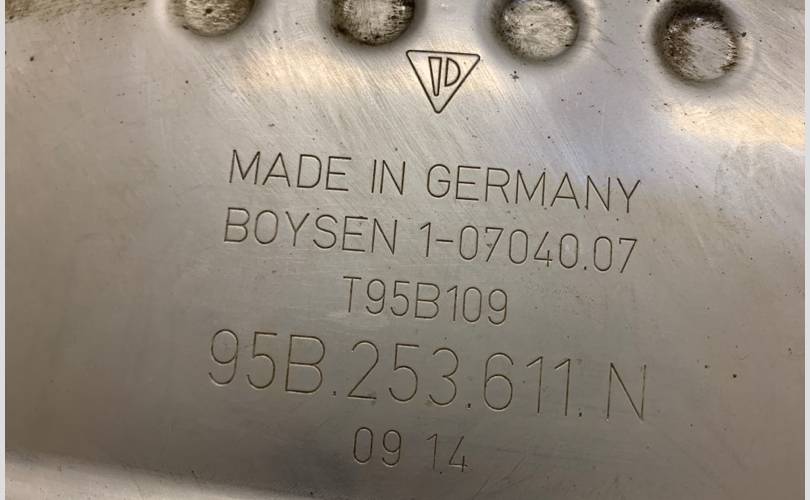 MADE IN GERMANY
BOYSEN 1-07040.07
T95B109
95B.253.611.N
09 14